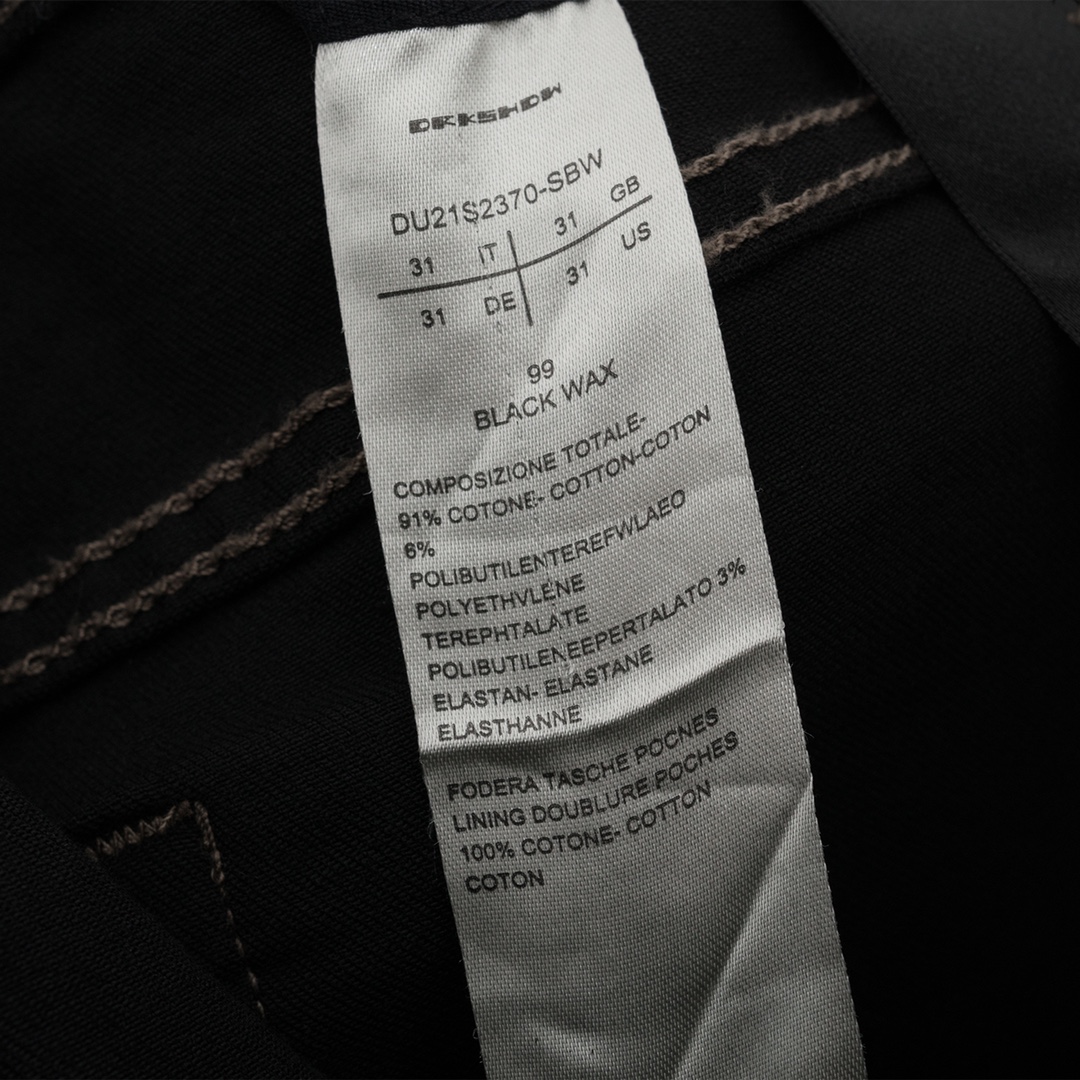 DRKSHDW
DU21S2370-SBW
31 IT 31 GB
31 DE 31 US
99
BLACK WAX
COMPOSIZIONE TOTALE-
91% COTONE- COTTON-COTON
6%
POLIBUTILENTEREFWLAEO
POLYETHVLENE
TEREPHTALATE
POLIBUTILENEEPERTALATO 3%
ELASTAN- ELASTANE
ELASTHANNE
FODERA TASCHE POCNES
LINING DOUBLURE POCHES
100% COTONE- COTTON
COTON